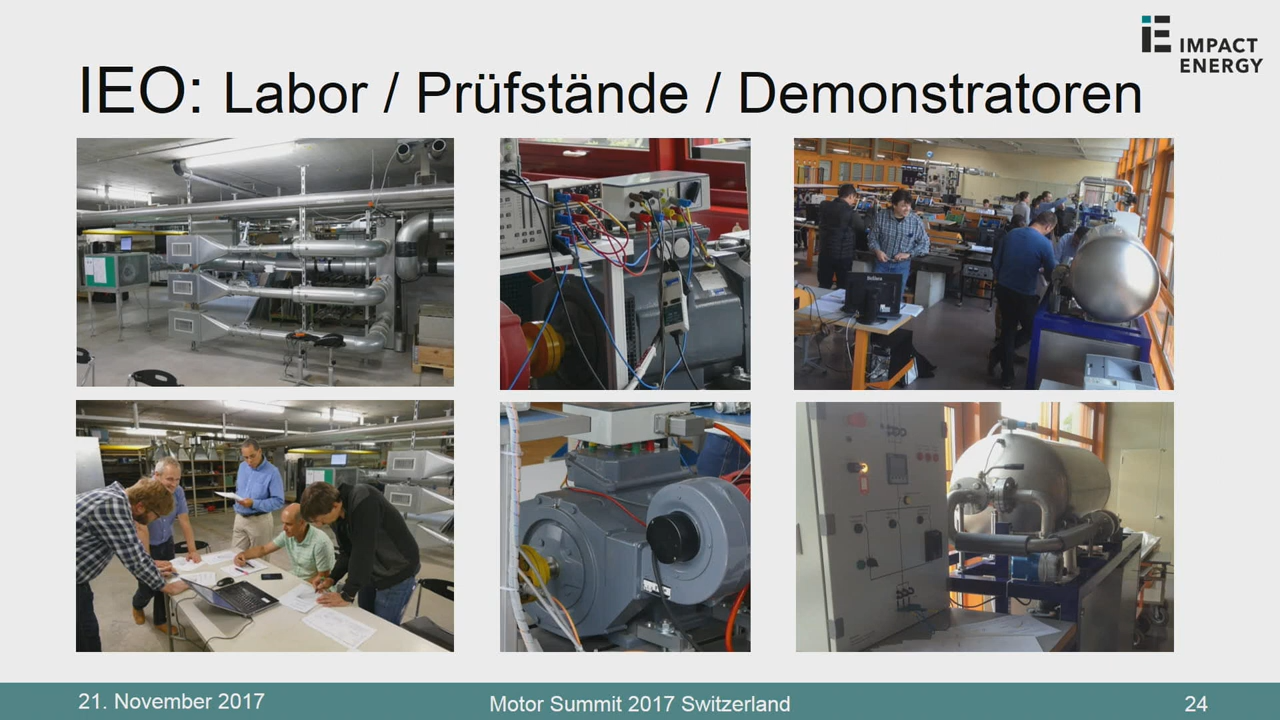 IMPACT
ENERGY
IEO: Labor / Prüfstände / Demonstratoren
21. November 2017
Motor Summit 2017 Switzerland
24